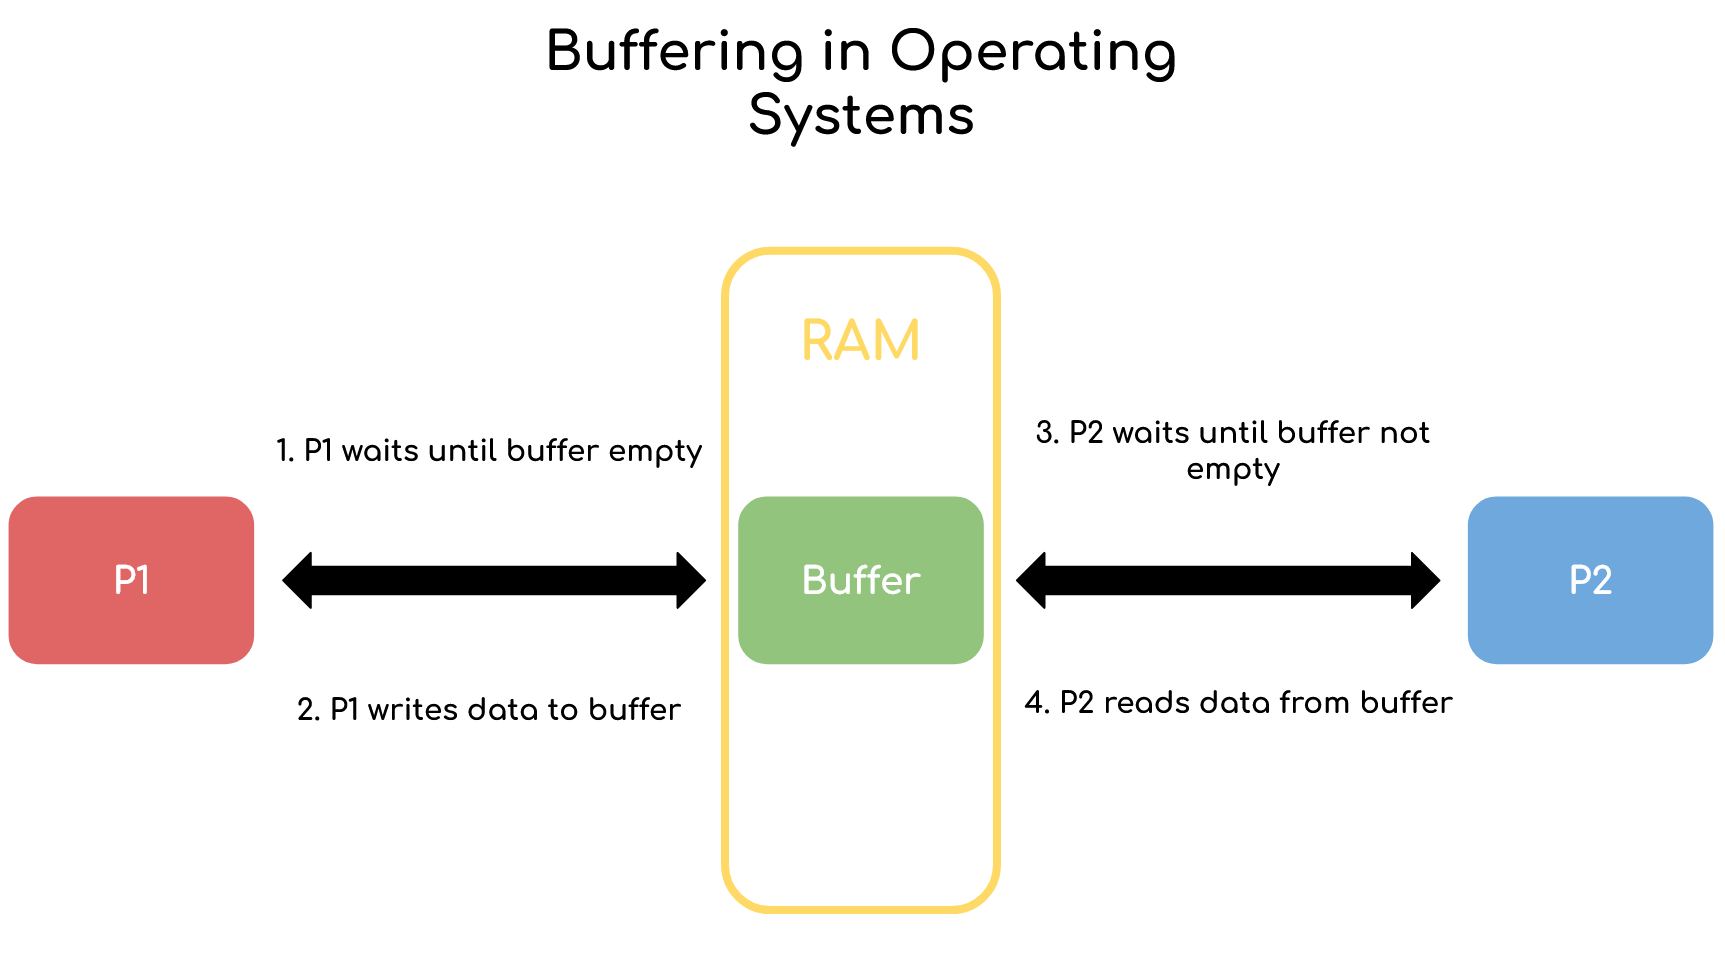 Buffering in Operating
Systems
RAM
1. P1 waits until buffer empty
3. P2 waits until buffer not
empty
P1
Buffer
P2
2. P1 writes data to buffer
4. P2 reads data from buffer